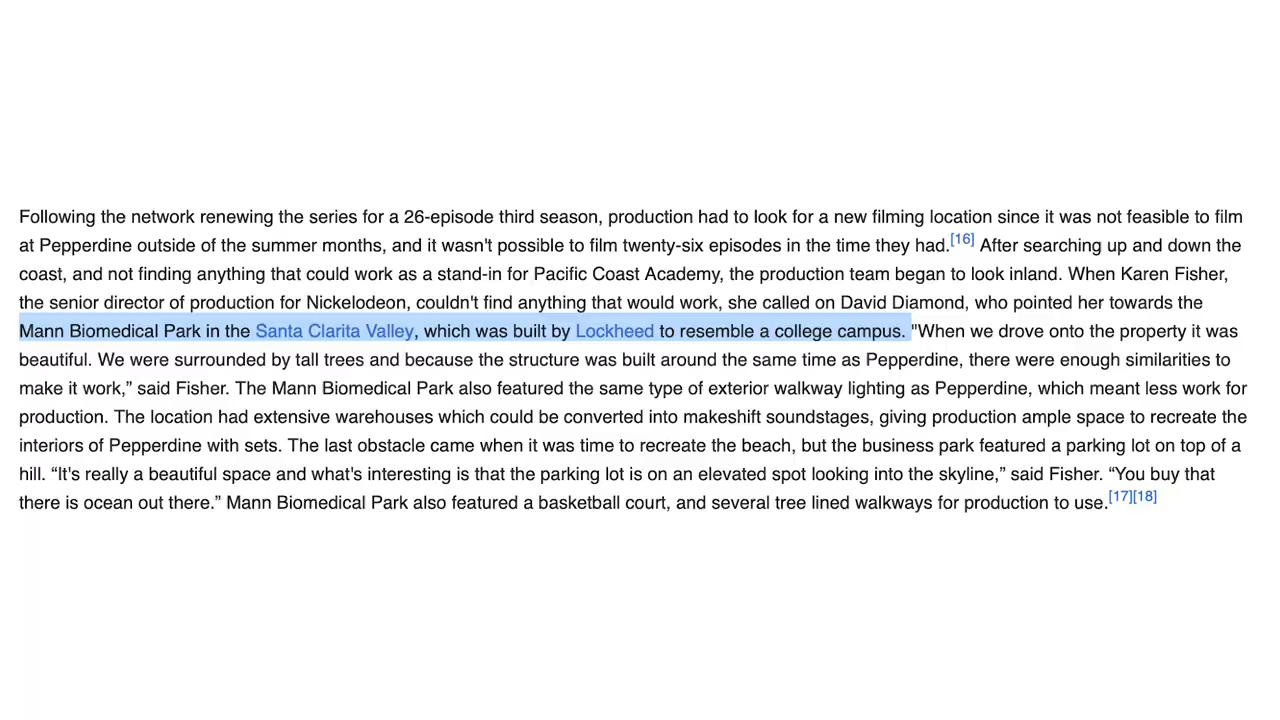 Following the network renewing the series for a 26-episode third season, production had to look for a new filming location since it was not feasible to film
at Pepperdine outside of the summer months, and it wasn't possible to film twenty-six episodes in the time they had.[16] After searching up and down the
coast, and not finding anything that could work as a stand-in for Pacific Coast Academy, the production team began to look inland. When Karen Fisher,
the senior director of production for Nickelodeon, couldn't find anything that would work, she called on David Diamond, who pointed her towards the
Mann Biomedical Park in the Santa Clarita Valley, which was built by Lockheed to resemble a college campus. "When we drove onto the property it was
beautiful. We were surrounded by tall trees and because the structure was built around the same time as Pepperdine, there were enough similarities to
make it work,” said Fisher. The Mann Biomedical Park also featured the same type of exterior walkway lighting as Pepperdine, which meant less work for
production. The location had extensive warehouses which could be converted into makeshift soundstages, giving production ample space to recreate the
interiors of Pepperdine with sets. The last obstacle came when it was time to recreate the beach, but the business park featured a parking lot on top of a
hill. “It's really a beautiful space and what's interesting is that the parking lot is on an elevated spot looking into the skyline,” said Fisher. “You buy that
there is ocean out there.” Mann Biomedical Park also featured a basketball court, and several tree lined walkways for production to use.[17][18]